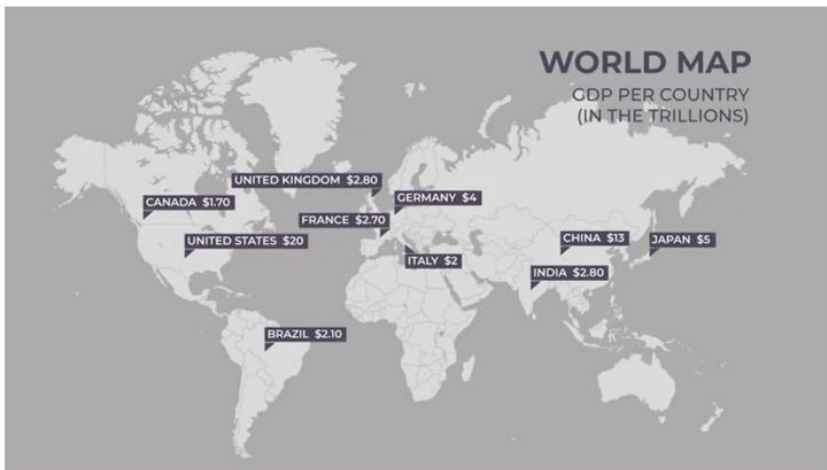 WORLD MAP
GDP PER COUNTRY
(IN THE TRILLIONS)
UNITED KINGDOM $2.80
GERMANY $4
CANADA $1.70
FRANCE $2.70
UNITED STATES $20
CHINA $13
JAPAN $5
ITALY $2
INDIA $2.80
BRAZIL $2.10